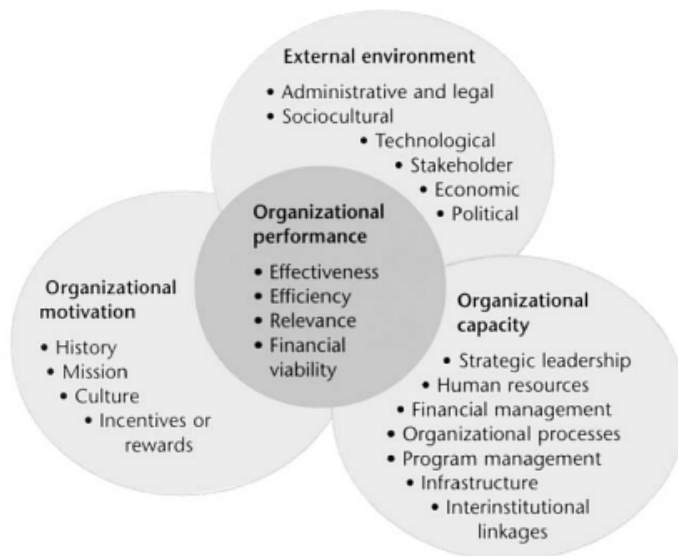 External environment
• Administrative and legal
• Sociocultural
• Technological
• Stakeholder
• Economic
• Political
Organizational
performance
• Effectiveness
• Efficiency
• Relevance
• Financial
viability
Organizational
motivation
• History
• Mission
• Culture
• Incentives or
rewards
Organizational
capacity
• Strategic leadership
• Human resources
• Financial management
• Organizational processes
• Program management
• Infrastructure
• Interinstitutional
linkages